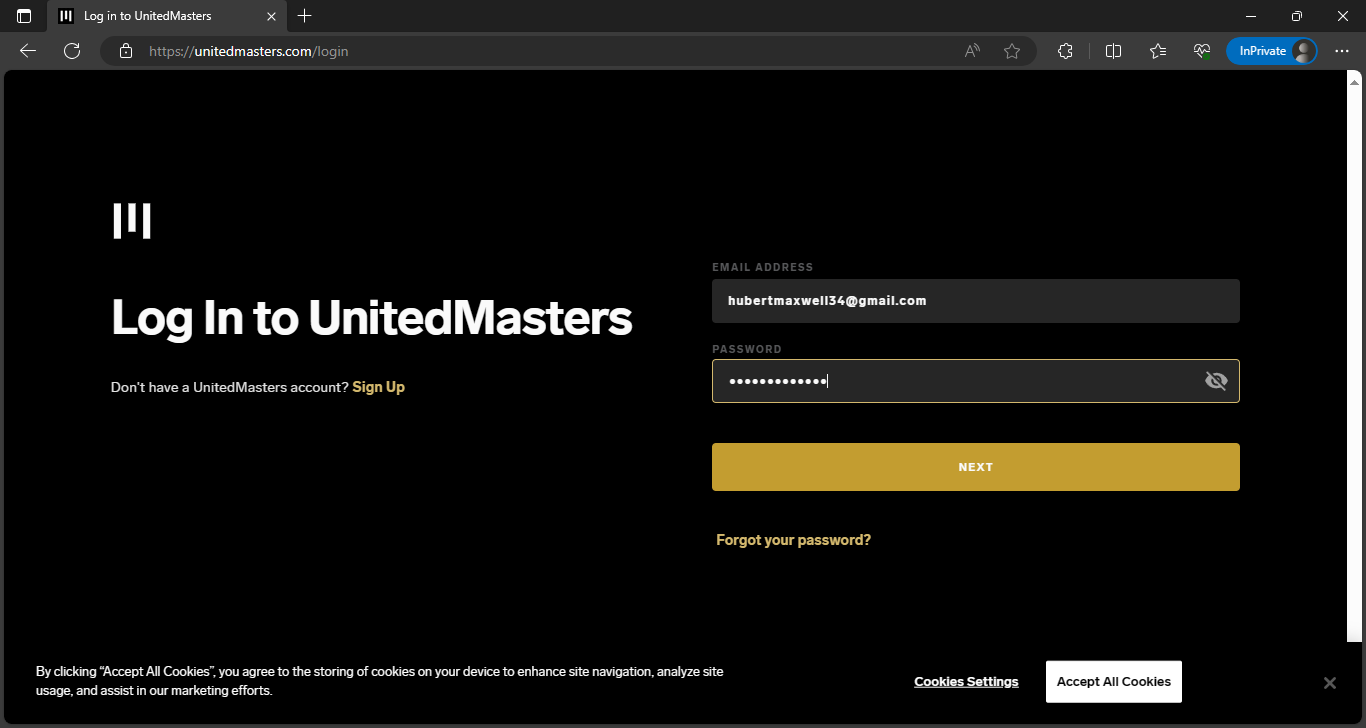 Log in to UnitedMasters
https://unitedmasters.com/login
InPrivate
Log In to UnitedMasters
Don't have a UnitedMasters account? Sign Up
EMAIL ADDRESS
hubertmaxwell34@gmail.com
PASSWORD
•••••••••••••
NEXT
Forgot your password?
By clicking “Accept All Cookies”, you agree to the storing of cookies on your device to enhance site navigation, analyze site
usage, and assist in our marketing efforts.
Cookies Settings
Accept All Cookies